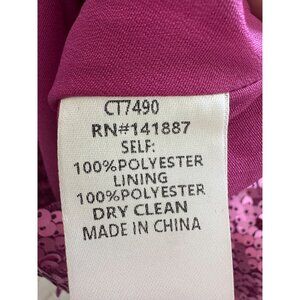 CT7490
RN#141887
SELF:
100%POLYESTER
LINING
100%POLYESTER
DRY CLEAN
MADE IN CHINA